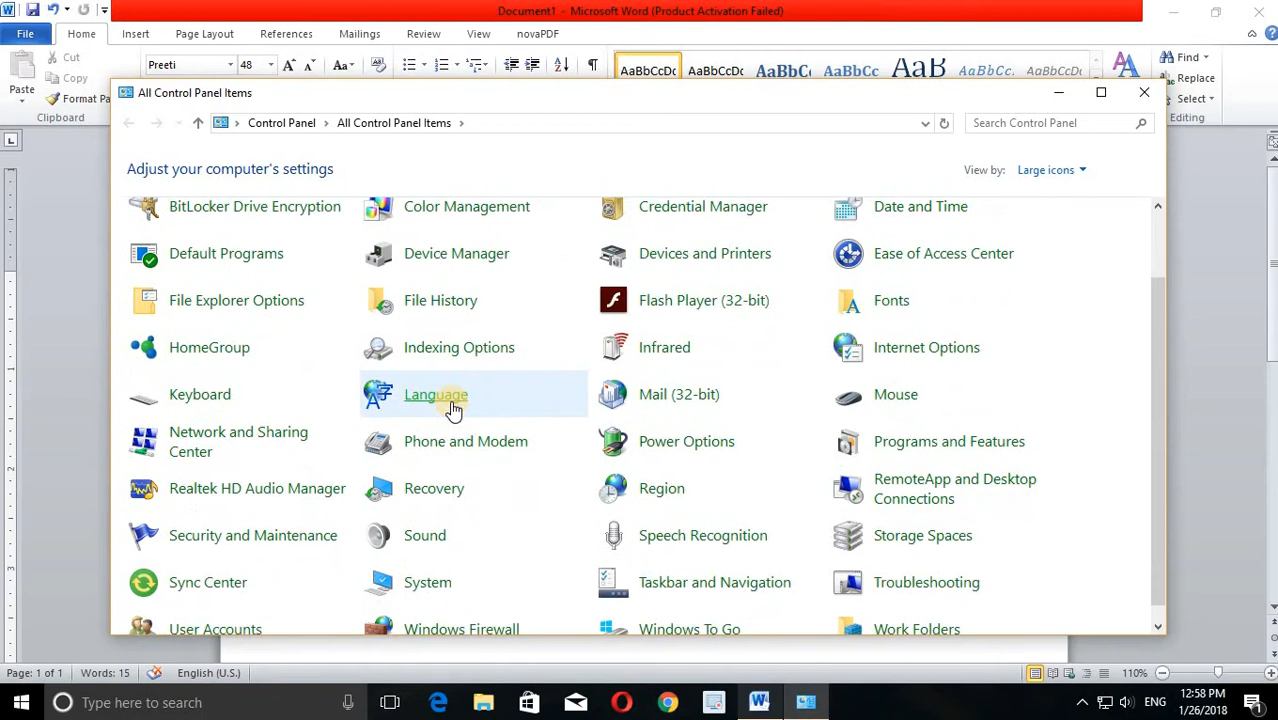 Document1 - Microsoft Word (Product Activation Failed)
File Home Insert Page Layout References Mailings Review View novaPDF
Cut
Copy
Format Pa
Paste
Clipboard
Preeti 48
AaBbCcDc AaBbCcDc AaBbCc AaBbCc AaB AaBbCc AaBbCcDc
Find
Replace
Select
Editing
All Control Panel Items
Control Panel > All Control Panel Items >
Search Control Panel
Adjust your computer's settings
View by: Large icons
BitLocker Drive Encryption Color Management Credential Manager Date and Time
Default Programs Device Manager Devices and Printers Ease of Access Center
File Explorer Options File History Flash Player (32-bit) Fonts
HomeGroup Indexing Options Infrared Internet Options
Keyboard Language Mail (32-bit) Mouse
Network and Sharing Center Phone and Modem Power Options Programs and Features
Realtek HD Audio Manager Recovery Region RemoteApp and Desktop Connections
Security and Maintenance Sound Speech Recognition Storage Spaces
Sync Center System Taskbar and Navigation Troubleshooting
User Accounts Windows Firewall Windows To Go Work Folders
Page: 1 of 1 Words: 15 English (U.S.) 110%
Type here to search
ENG
12:58 PM
1/26/2018